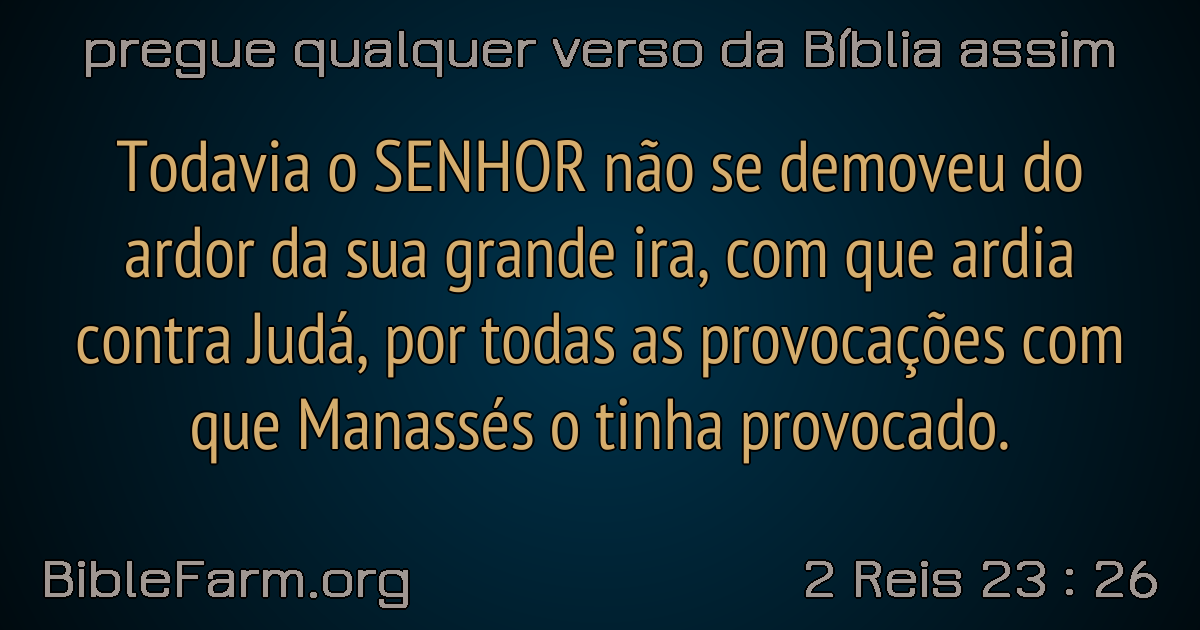 pregue qualquer verso da Bíblia assim
Todavia o SENHOR não se demoveu do
ardor da sua grande ira, com que ardia
contra Judá, por todas as provocações com
que Manassés o tinha provocado.
BibleFarm.org
2 Reis 23 : 26